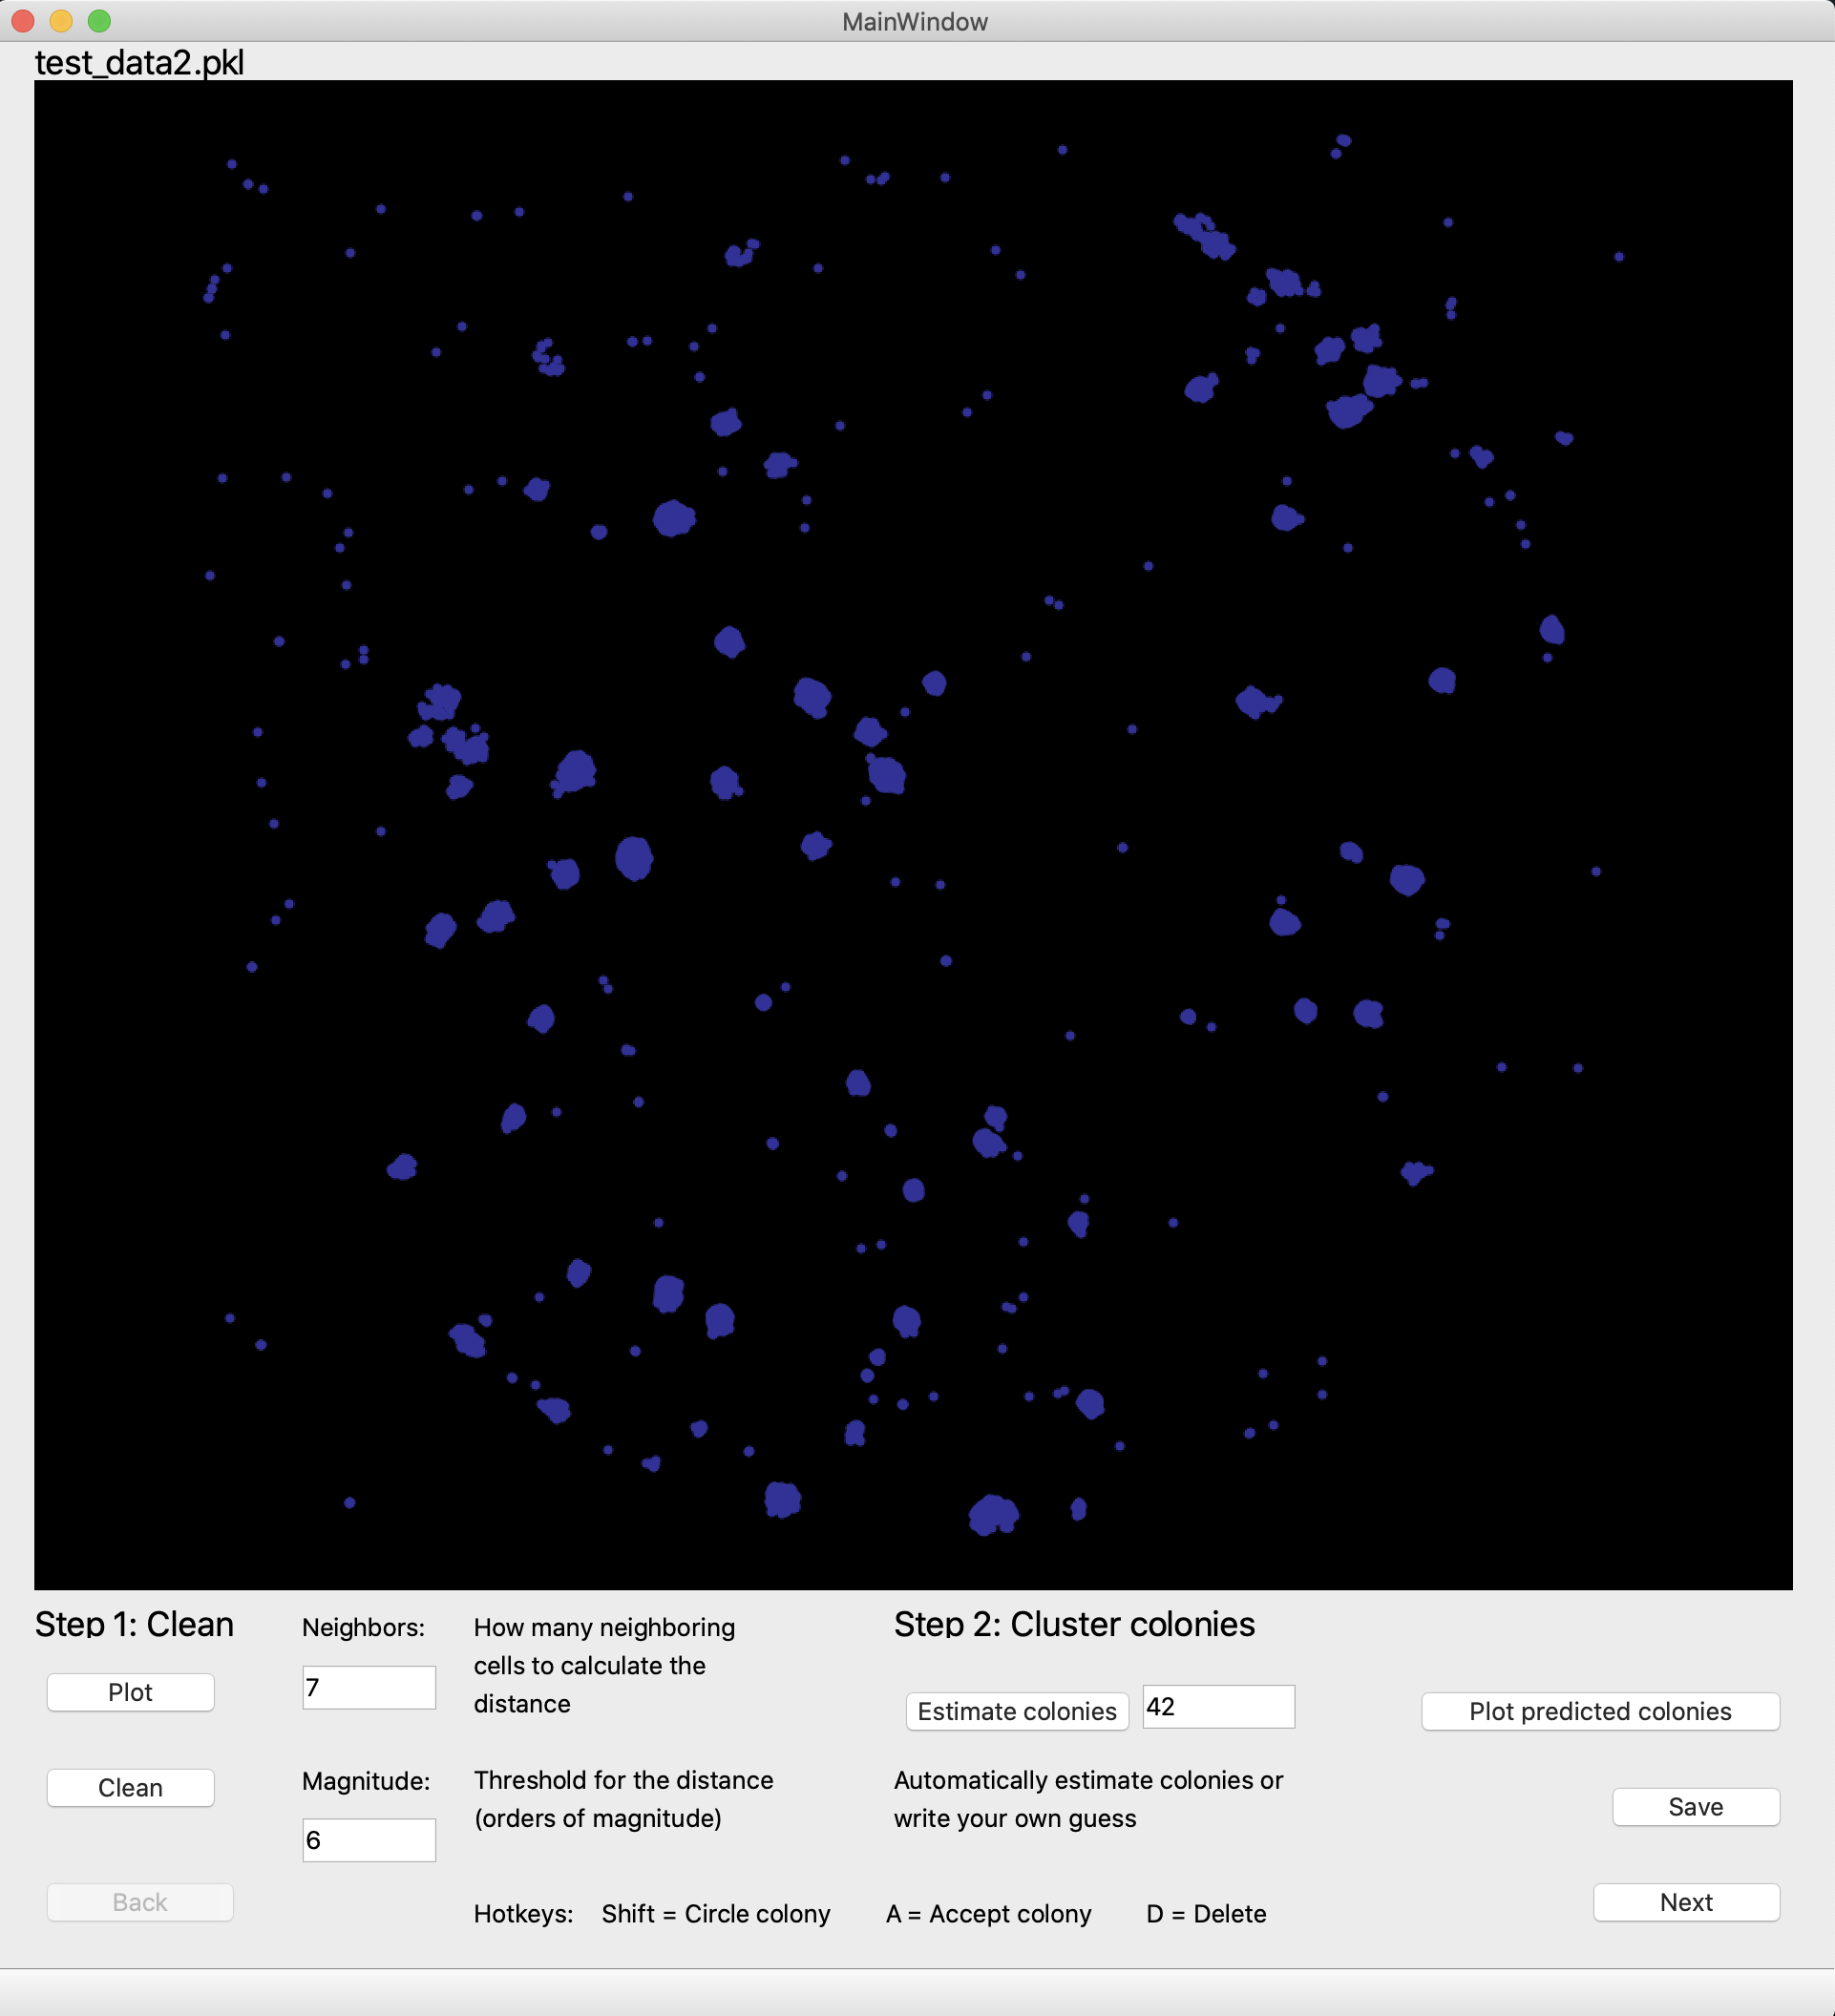 MainWindow
test_data2.pkl
Step 1: Clean
Neighbors:
How many neighboring
cells to calculate the
distance
Step 2: Cluster colonies
Plot
7
Estimate colonies
42
Plot predicted colonies
Clean
Magnitude:
Threshold for the distance
(orders of magnitude)
Automatically estimate colonies or
write your own guess
Save
6
Back
Hotkeys: Shift = Circle colony A = Accept colony D = Delete
Next